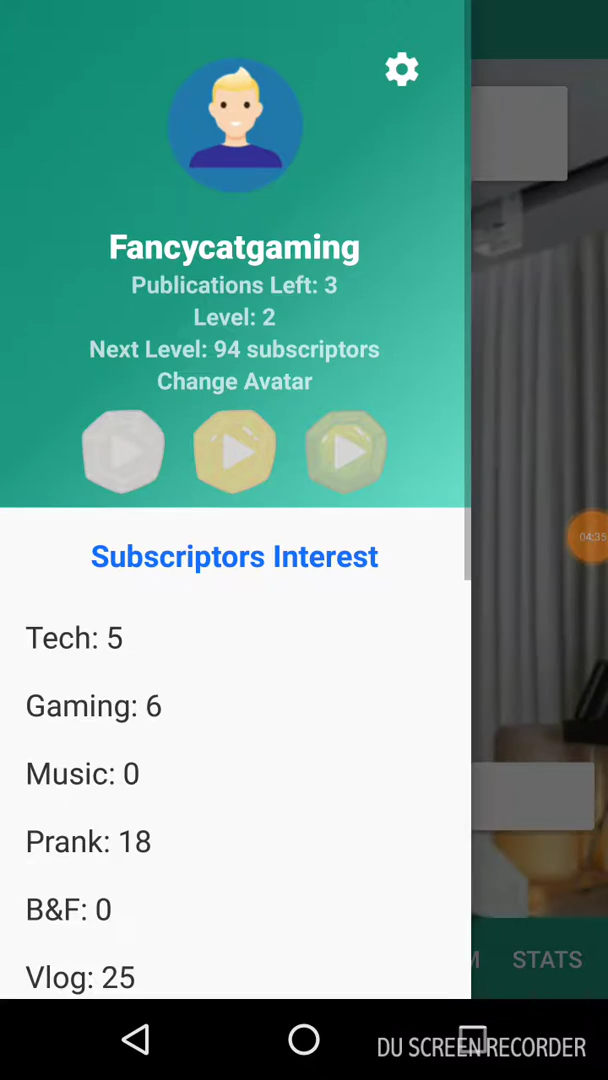 Fancycatgaming
Publications Left: 3
Level: 2
Next Level: 94 subscriptors
Change Avatar
Subscriptors Interest
04:35
Tech: 5
Gaming: 6
Music: 0
Prank: 18
B&F: 0
Vlog: 25
M STATS
DU SCREEN RECORDER